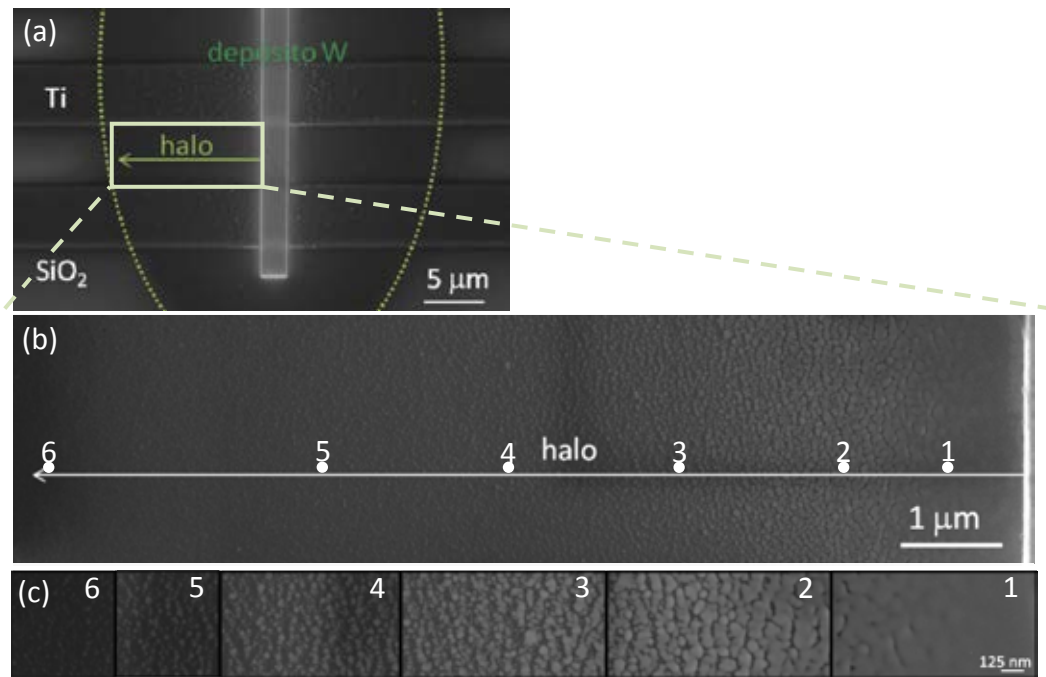 (a)
depósito W
Ti
halo
SiO₂
5 μm
(b)
6 5 4 halo 3 2 1
1 μm
(c) 6 5 4 3 2 1
125 nm